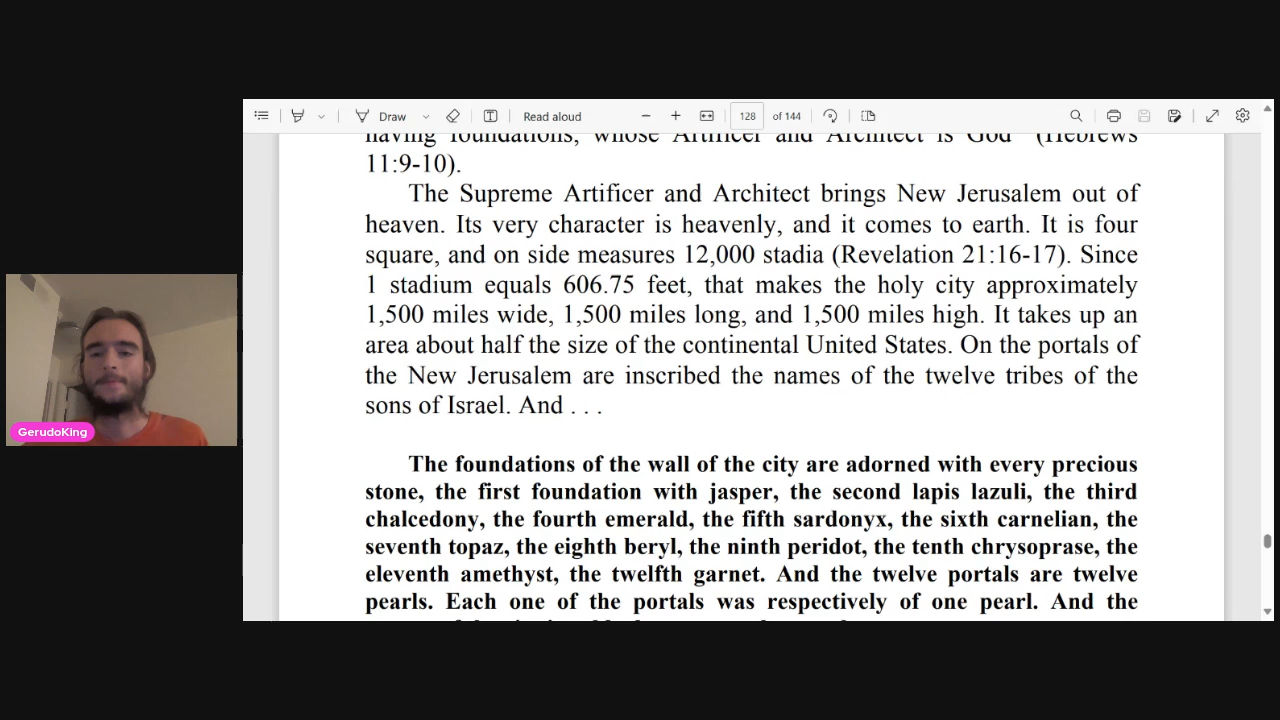 Draw
Read aloud
128
of 144
having foundations, whose Artificer and Architect is God (Hebrews
11:9-10).
The Supreme Artificer and Architect brings New Jerusalem out of
heaven. Its very character is heavenly, and it comes to earth. It is four
square, and on side measures 12,000 stadia (Revelation 21:16-17). Since
1 stadium equals 606.75 feet, that makes the holy city approximately
1,500 miles wide, 1,500 miles long, and 1,500 miles high. It takes up an
area about half the size of the continental United States. On the portals of
the New Jerusalem are inscribed the names of the twelve tribes of the
sons of Israel. And . . .
The foundations of the wall of the city are adorned with every precious
stone, the first foundation with jasper, the second lapis lazuli, the third
chalcedony, the fourth emerald, the fifth sardonyx, the sixth carnelian, the
seventh topaz, the eighth beryl, the ninth peridot, the tenth chrysoprase, the
eleventh amethyst, the twelfth garnet. And the twelve portals are twelve
pearls. Each one of the portals was respectively of one pearl. And the
GerudoKing